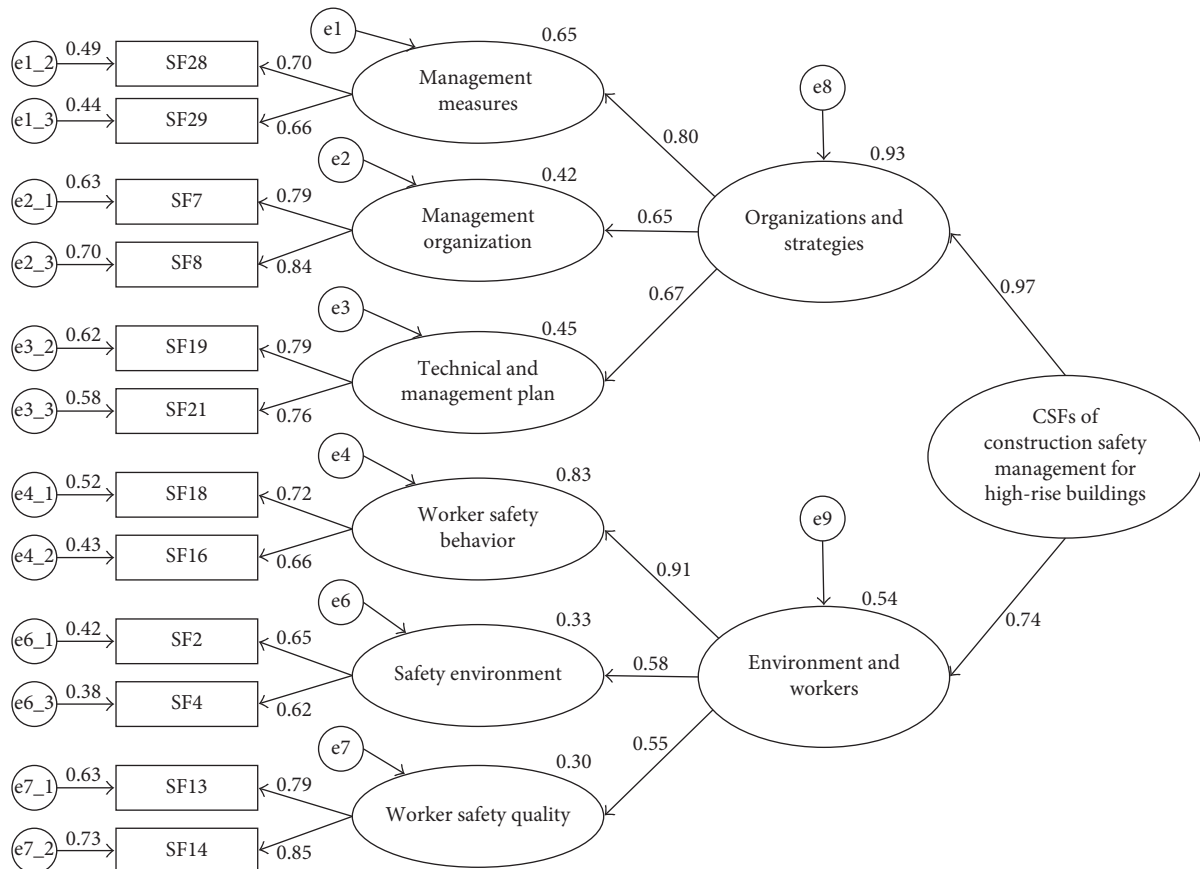 e1
0.65
e1_2
0.49
SF28
0.70
Management
measures
e1_3
0.44
SF29
0.66
e8
0.80
0.93
e2
0.42
e2_1
0.63
SF7
0.79
Management
organization
e2_3
0.70
SF8
0.84
0.65
Organizations and
strategies
0.67
0.97
e3
0.45
e3_2
0.62
SF19
0.79
Technical and
management plan
e3_3
0.58
SF21
0.76
CSFs of
construction safety
management for
high-rise buildings
e4
0.83
e4_1
0.52
SF18
0.72
Worker safety
behavior
e4_2
0.43
SF16
0.66
e9
0.91
0.54
0.74
e6
0.33
e6_1
0.42
SF2
0.65
Safety environment
e6_3
0.38
SF4
0.62
0.58
Environment and
workers
0.55
e7
0.30
e7_1
0.63
SF13
0.79
Worker safety quality
e7_2
0.73
SF14
0.85